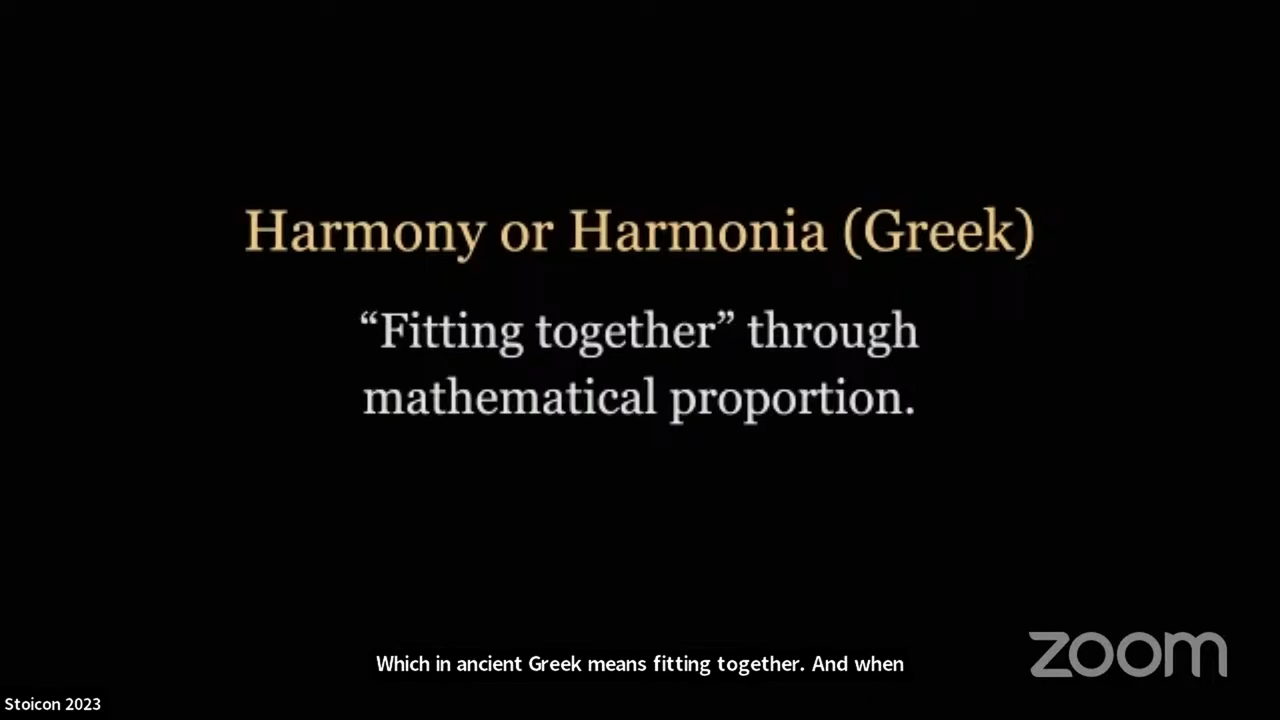 Harmony or Harmonia (Greek)
“Fitting together” through
mathematical proportion.
Which in ancient Greek means fitting together. And when
zoom
Stoicon 2023